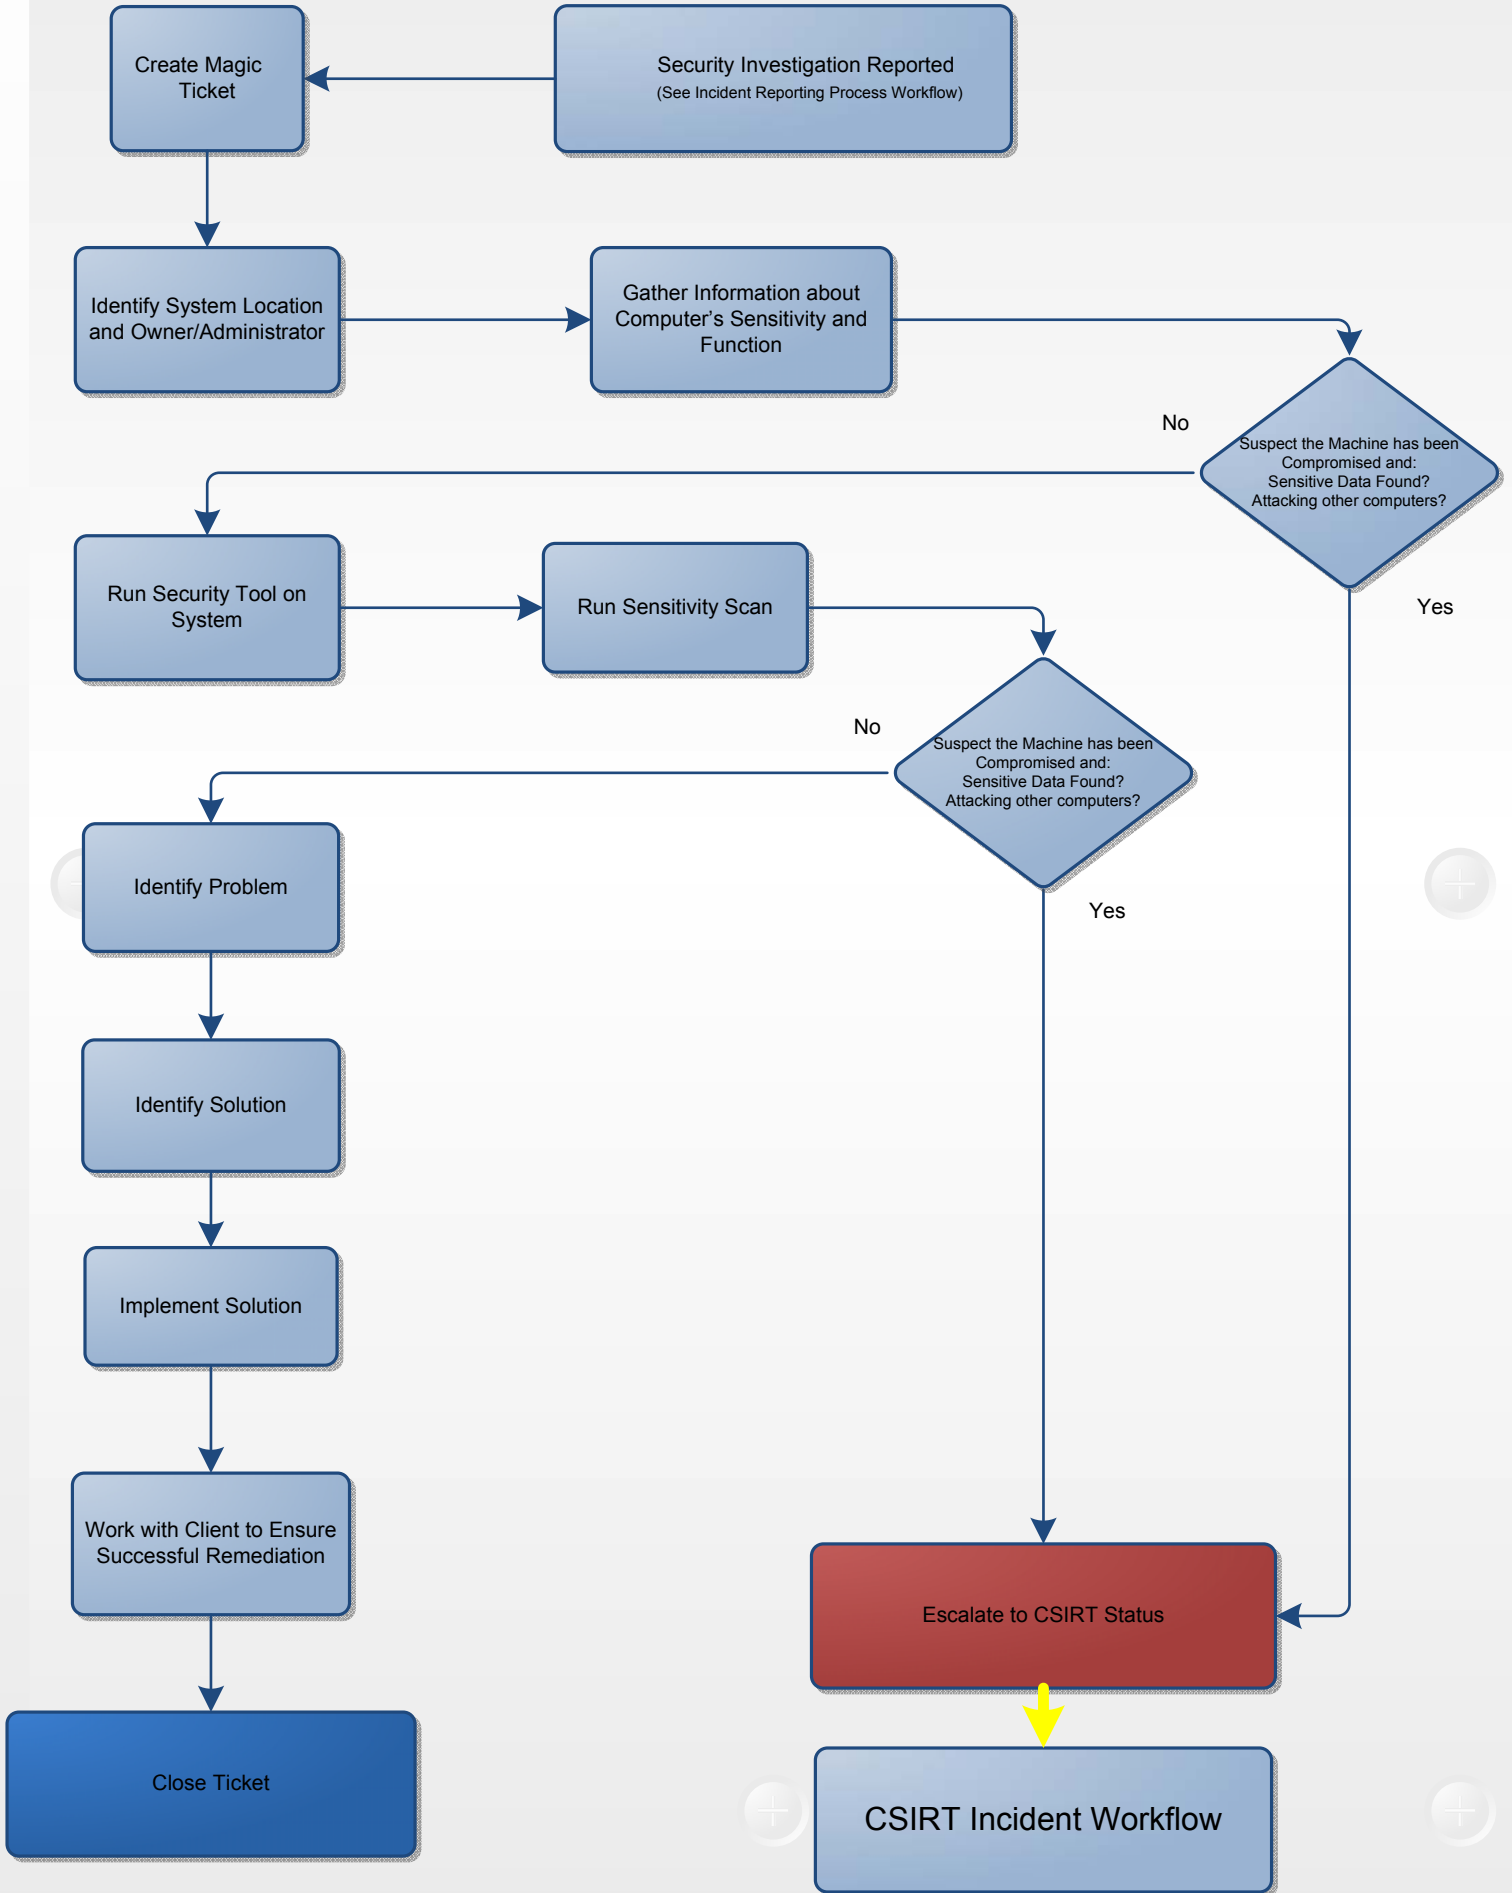 Create Magic
Ticket
Security Investigation Reported
(See Incident Reporting Process Workflow)
Identify System Location
and Owner/Administrator
Gather Information about
Computer’s Sensitivity and
Function
No
Suspect the Machine has been
Compromised and:
Sensitive Data Found?
Attacking other computers?
Yes
Run Security Tool on
System
Run Sensitivity Scan
No
Suspect the Machine has been
Compromised and:
Sensitive Data Found?
Attacking other computers?
Yes
Identify Problem
Identify Solution
Implement Solution
Work with Client to Ensure
Successful Remediation
Escalate to CSIRT Status
Close Ticket
CSIRT Incident Workflow